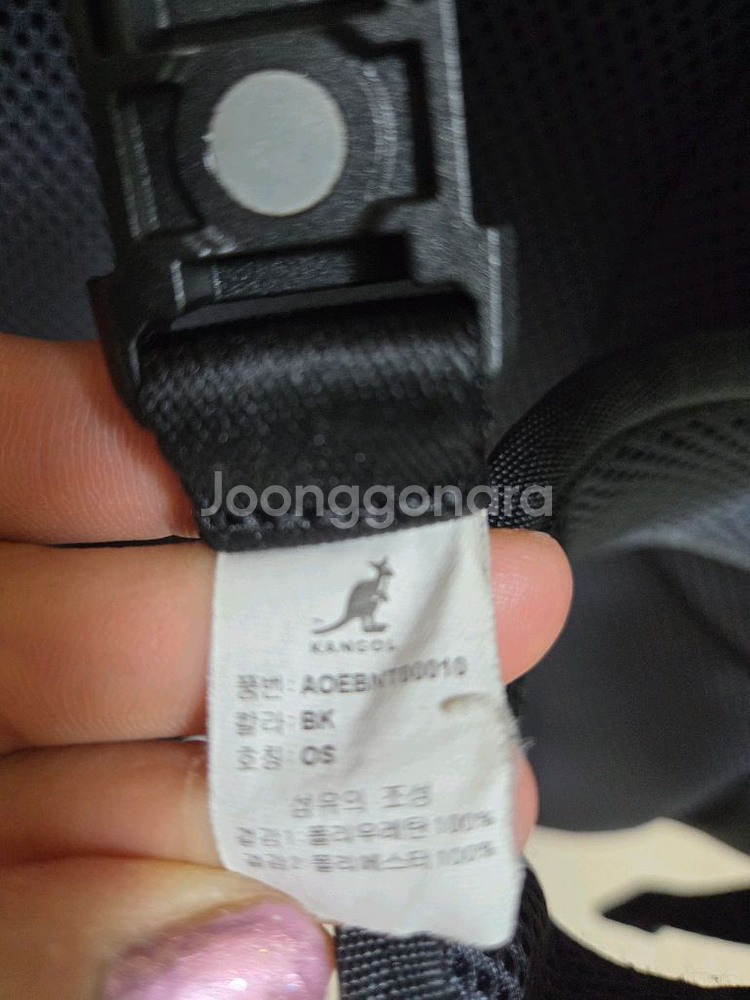 Joonggonara
KANGOL
품번: AOEBNT00010
칼라: BK
호칭: OS
섬유의 조성
겉감1: 폴리우레탄 100%
겉감2: 폴리에스터 100%